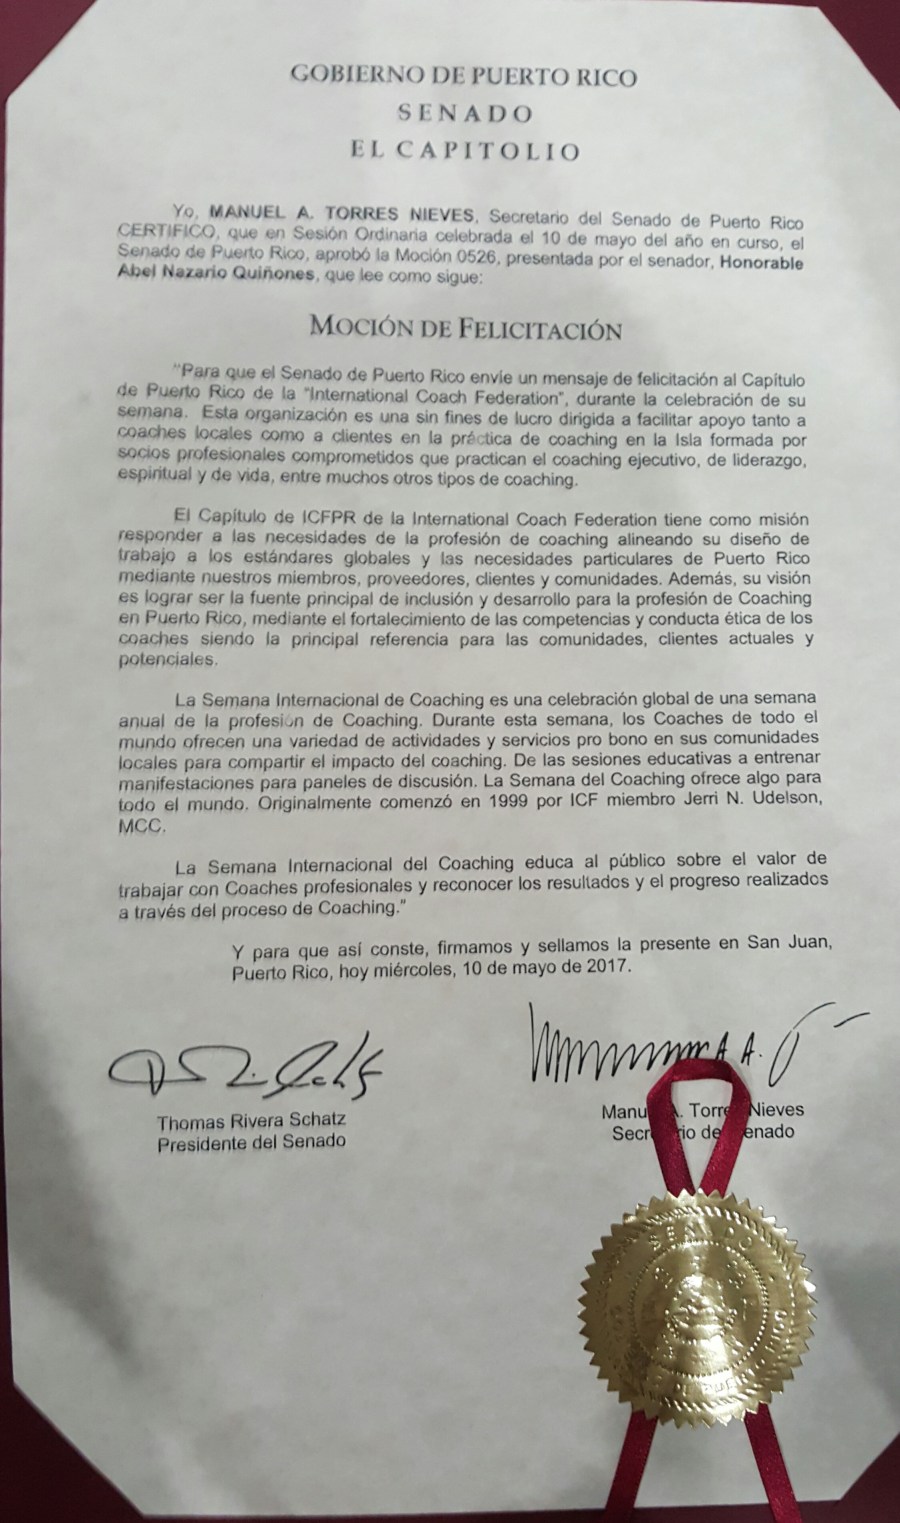 GOBIERNO DE PUERTO RICO
SENADO
EL CAPITOLIO
Yo, MANUEL A. TORRES NIEVES, Secretario del Senado de Puerto Rico
CERTIFICO, que en Sesión Ordinaria celebrada el 10 de mayo del año en curso, el
Senado de Puerto Rico, aprobó la Moción 0526, presentada por el senador, Honorable
Abel Nazario Quiñones, que lee como sigue:
MOCIÓN DE FELICITACIÓN
"Para que el Senado de Puerto Rico envíe un mensaje de felicitación al Capítulo
de Puerto Rico de la "International Coach Federation", durante la celebración de su
semana. Esta organización es una sin fines de lucro dirigida a facilitar apoyo tanto a
coaches locales como a clientes en la práctica de coaching en la Isla formada por
socios profesionales comprometidos que practican el coaching ejecutivo, de liderazgo,
espiritual y de vida, entre muchos otros tipos de coaching.
El Capítulo de ICFPR de la International Coach Federation tiene como misión
responder a las necesidades de la profesión de coaching alineando su diseño de
trabajo a los estándares globales y las necesidades particulares de Puerto Rico
mediante nuestros miembros, proveedores, clientes y comunidades. Además, su visión
es lograr ser la fuente principal de inclusión y desarrollo para la profesión de Coaching
en Puerto Rico, mediante el fortalecimiento de las competencias y conducta ética de los
coaches siendo la principal referencia para las comunidades, clientes actuales y
potenciales.
La Semana Internacional de Coaching es una celebración global de una semana
anual de la profesión de Coaching. Durante esta semana, los Coaches de todo el
mundo ofrecen una variedad de actividades y servicios pro bono en sus comunidades
locales para compartir el impacto del coaching. De las sesiones educativas a entrenar
manifestaciones para paneles de discusión. La Semana del Coaching ofrece algo para
todo el mundo. Originalmente comenzó en 1999 por ICF miembro Jerri N. Udelson,
MCC.
La Semana Internacional del Coaching educa al público sobre el valor de
trabajar con Coaches profesionales y reconocer los resultados y el progreso realizados
a través del proceso de Coaching."
Y para que así conste, firmamos y sellamos la presente en San Juan,
Puerto Rico, hoy miércoles, 10 de mayo de 2017.
Thomas Rivera Schatz
Presidente del Senado
Manu A. Torre Nieves
Secr rio de enado
SENADO